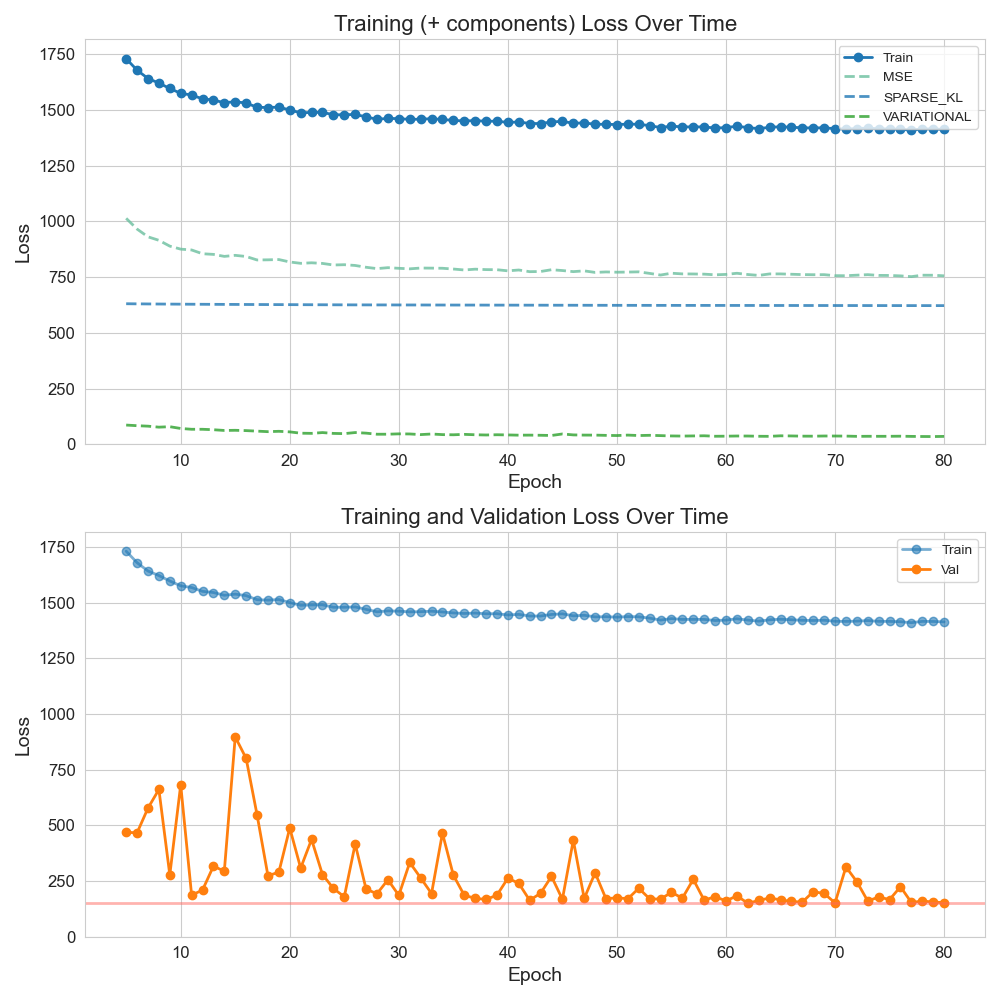 Training (+ components) Loss Over Time
1750
1500
1250
1000
750
500
250
0
Loss
Train
MSE
SPARSE_KL
VARIATIONAL
10 20 30 40 50 60 70 80
Epoch
Training and Validation Loss Over Time
1750
1500
1250
1000
750
500
250
0
Loss
Train
Val
10 20 30 40 50 60 70 80
Epoch